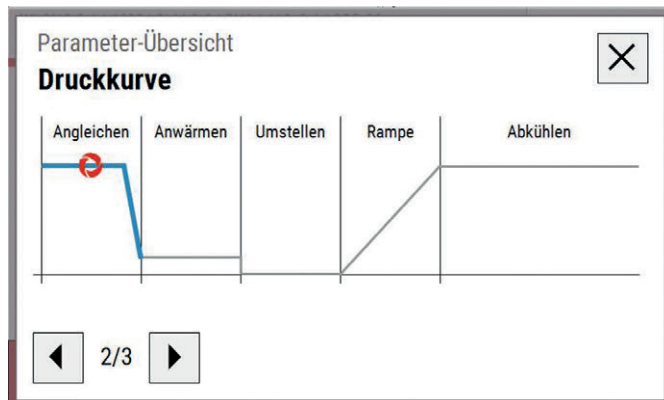 Parameter-Übersicht
Druckkurve
Angleichen Anwärmen Umstellen Rampe Abkühlen
2/3